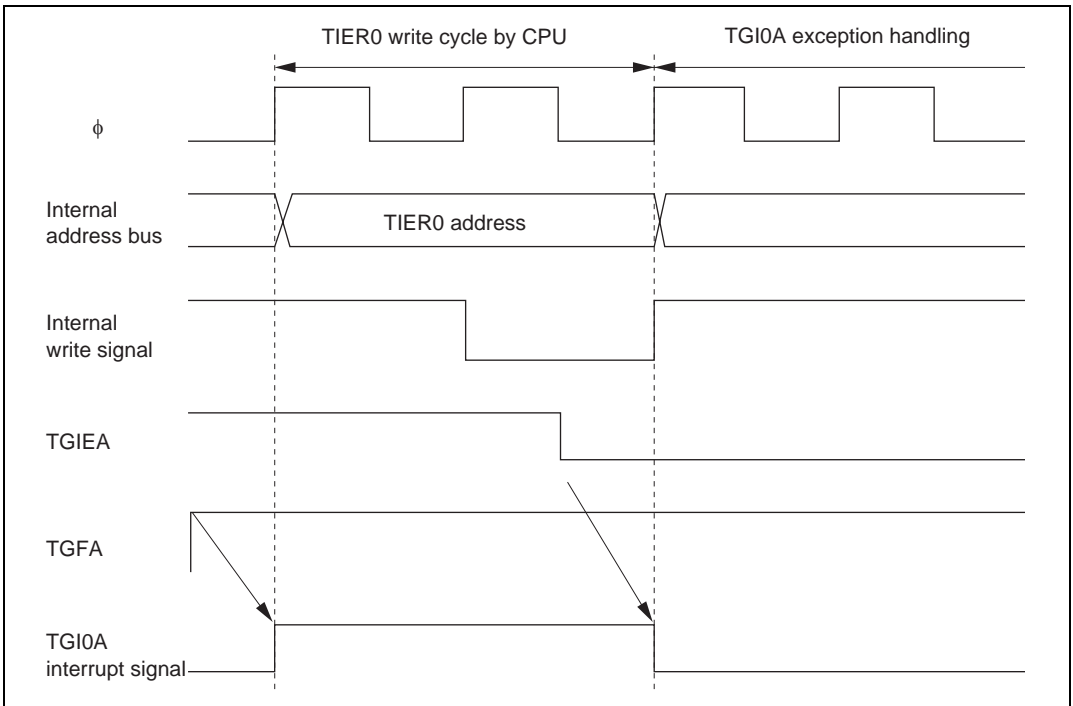 TIER0 write cycle by CPU
TGI0A exception handling
ϕ
Internal
address bus
TIER0 address
Internal
write signal
TGIEA
TGFA
TGI0A
interrupt signal